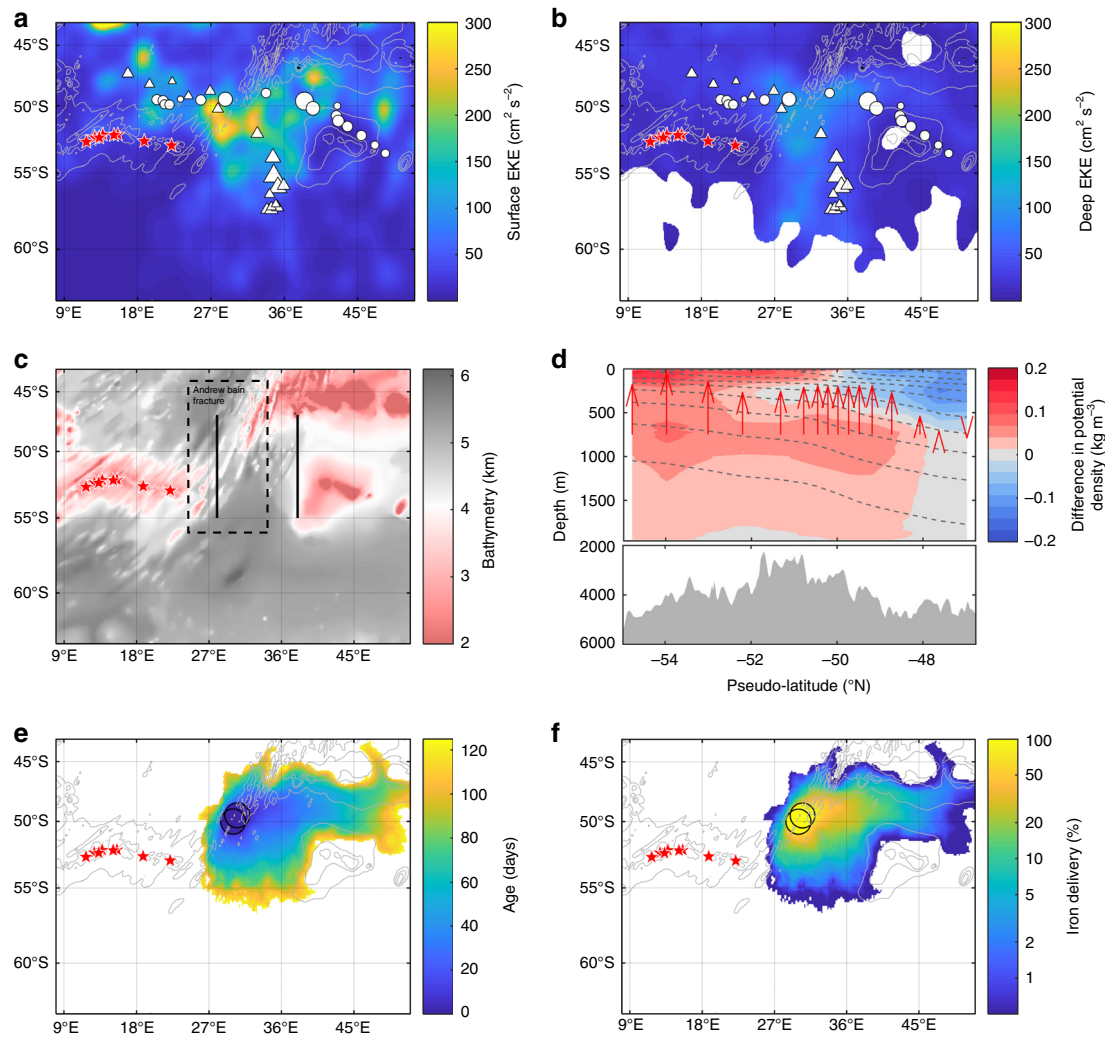 a
45°S
50°S
55°S
60°S
9°E 18°E 27°E 36°E 45°E
300
250
200
150
100
50
Surface EKE (cm² s⁻²)
b
45°S
50°S
55°S
60°S
9°E 18°E 27°E 36°E 45°E
300
250
200
150
100
50
Deep EKE (cm² s⁻²)
c
Andrew bain
fracture
45°S
50°S
55°S
60°S
9°E 18°E 27°E 36°E 45°E
6
5
4
3
2
Bathymetry (km)
d
0
500
1000
1500
2000
4000
6000
Depth (m)
–54 –52 –50 –48
Pseudo-latitude (°N)
0.2
0.1
0
–0.1
–0.2
Difference in potential
density (kg m⁻³)
e
45°S
50°S
55°S
60°S
9°E 18°E 27°E 36°E 45°E
120
100
80
60
40
20
0
Age (days)
f
45°S
50°S
55°S
60°S
9°E 18°E 27°E 36°E 45°E
100
50
20
10
5
2
1
Iron delivery (%)